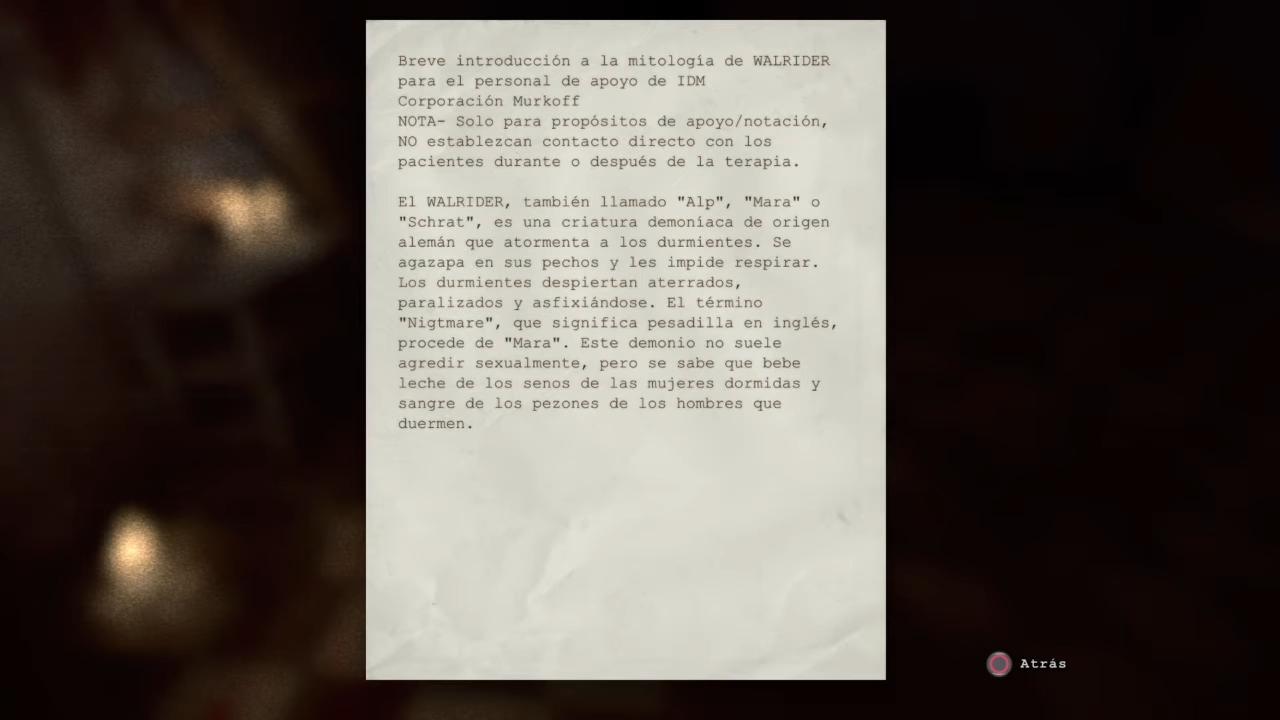 Breve introducción a la mitología de WALRIDER
para el personal de apoyo de IDM
Corporación Murkoff
NOTA- Solo para propósitos de apoyo/notación,
NO establezcan contacto directo con los
pacientes durante o después de la terapia.
El WALRIDER, también llamado "Alp", "Mara" o
"Schrat", es una criatura demoníaca de origen
alemán que atormenta a los durmientes. Se
agazapa en sus pechos y les impide respirar.
Los durmientes despiertan aterrados,
paralizados y asfixiándose. El término
"Nigtmare", que significa pesadilla en inglés,
procede de "Mara". Este demonio no suele
agredir sexualmente, pero se sabe que bebe
leche de los senos de las mujeres dormidas y
sangre de los pezones de los hombres que
duermen.
Atrás